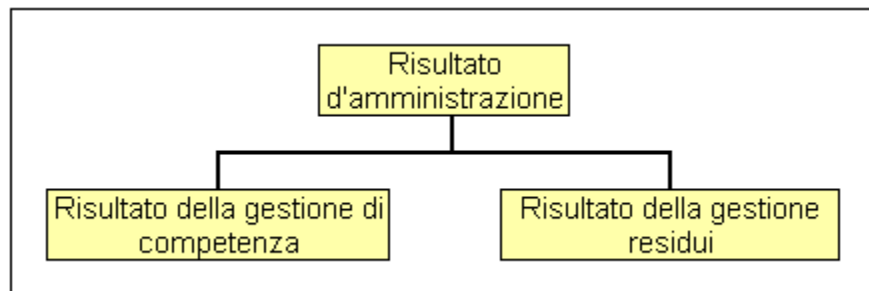 Risultato
d'amministrazione
Risultato della gestione di
competenza
Risultato della gestione
residui